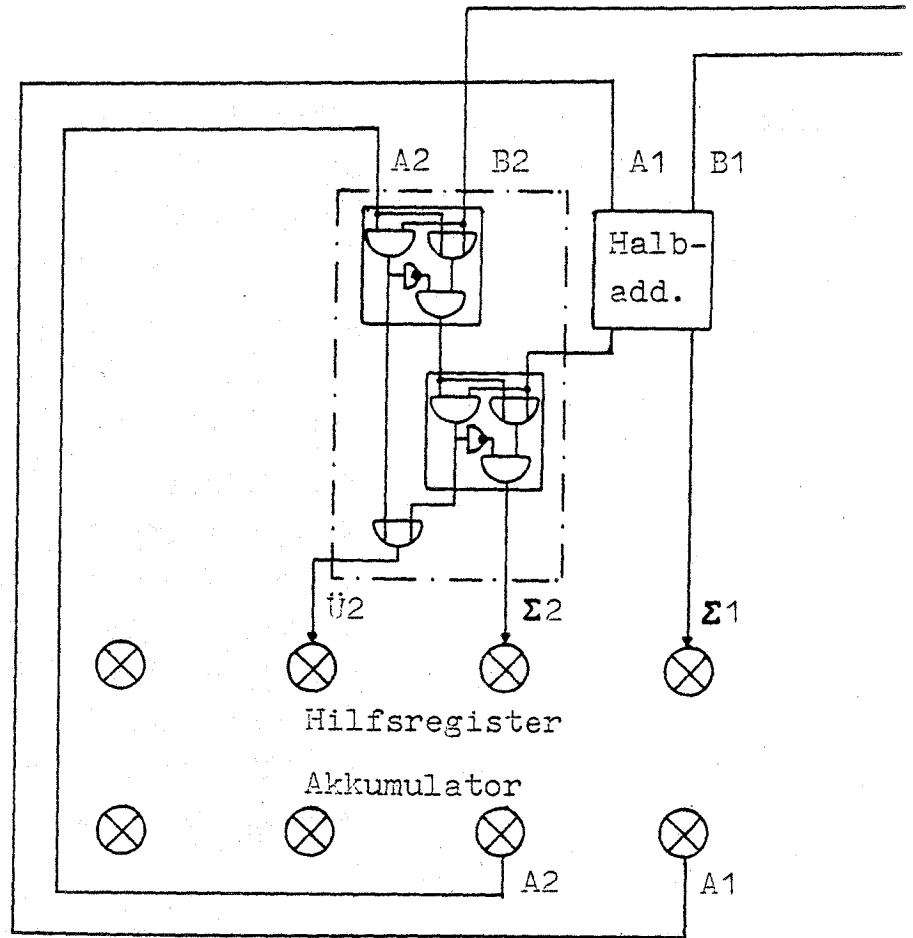 A2 B2 A1 B1
Halb-
add.
Ü2 Σ2 Σ1
Hilfsregister
Akkumulator
A2 A1